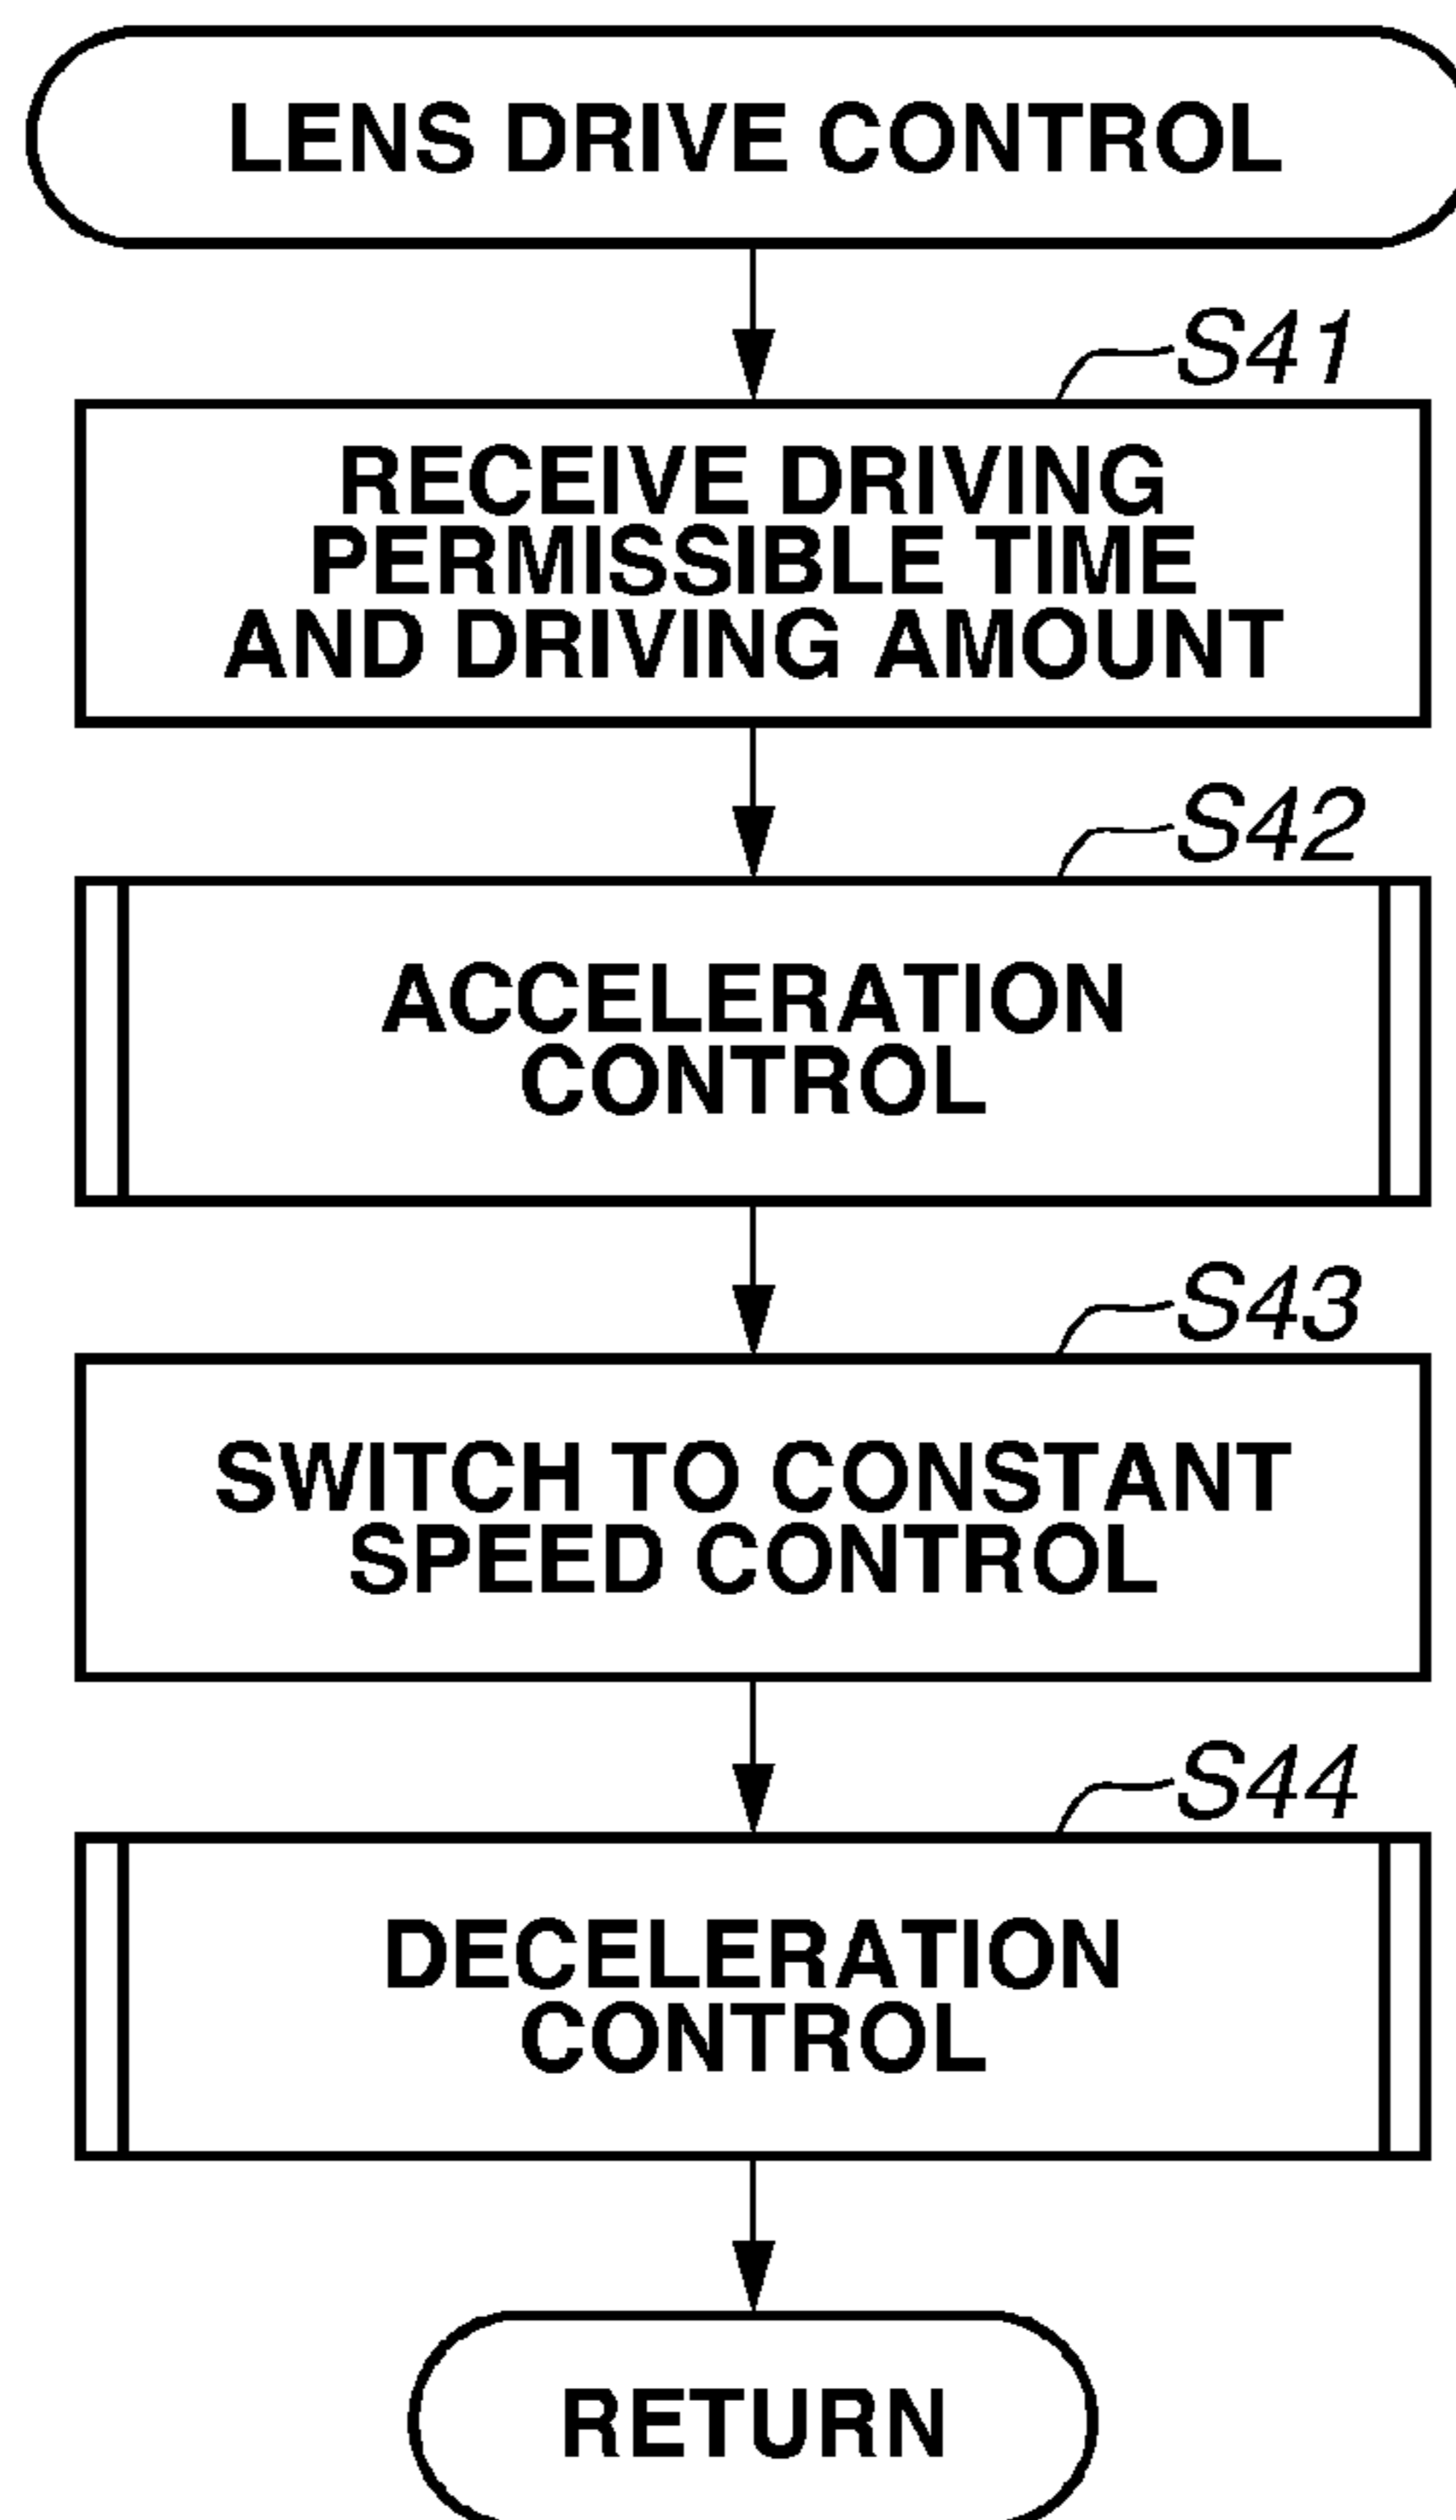 LENS DRIVE CONTROL
S41
RECEIVE DRIVING
PERMISSIBLE TIME
AND DRIVING AMOUNT
S42
ACCELERATION
CONTROL
S43
SWITCH TO CONSTANT
SPEED CONTROL
S44
DECELERATION
CONTROL
RETURN